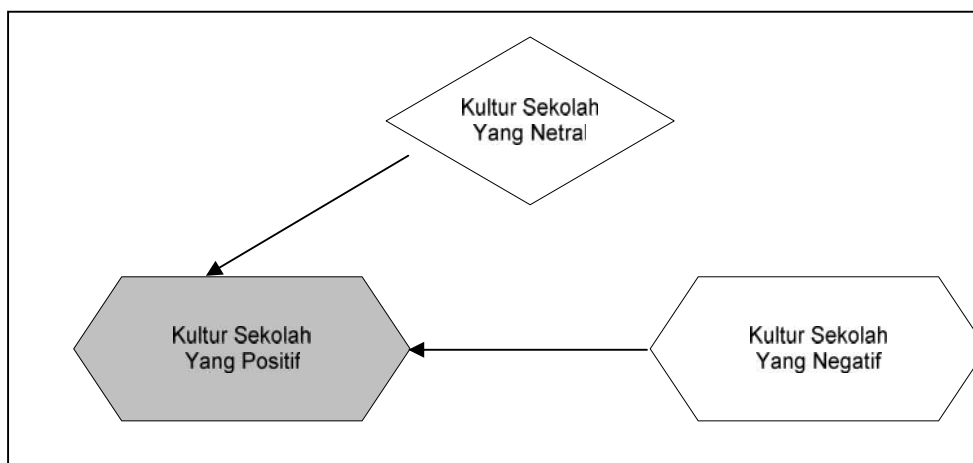 Kultur Sekolah
Yang Netral
Kultur Sekolah
Yang Positif
Kultur Sekolah
Yang Negatif